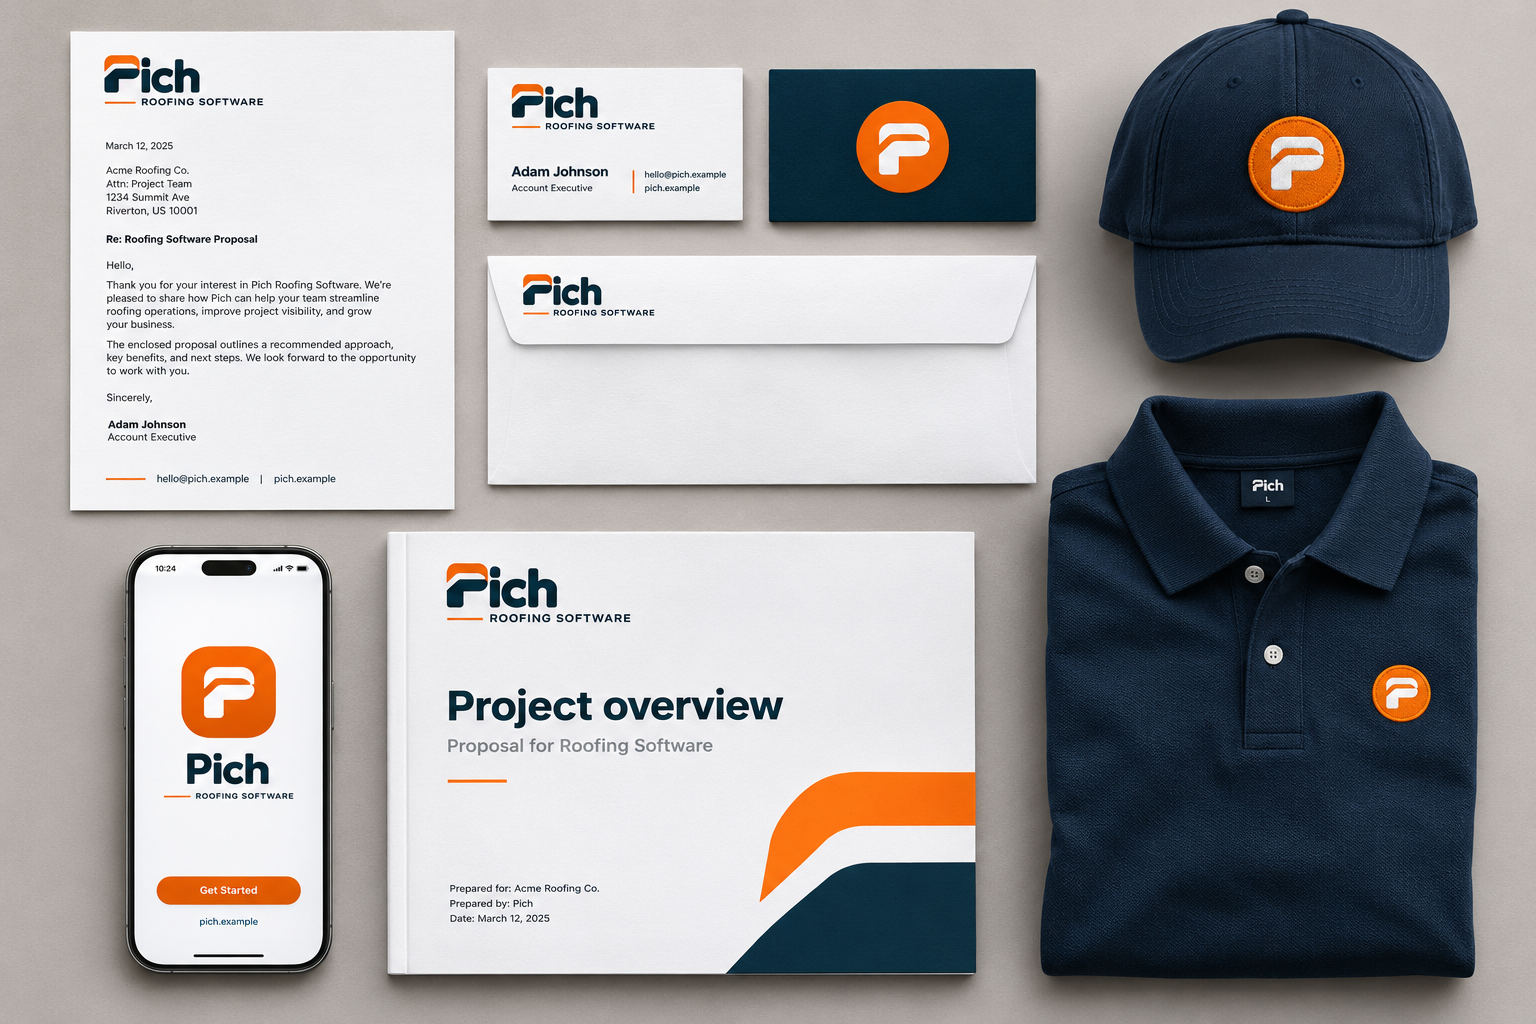 Pich
ROOFING SOFTWARE
March 12, 2025
Acme Roofing Co.
Attn: Project Team
1234 Summit Ave
Riverton, US 10001
Re: Roofing Software Proposal
Hello,
Thank you for your interest in Pich Roofing Software. We're
pleased to share how Pich can help your team streamline
roofing operations, improve project visibility, and grow
your business.
The enclosed proposal outlines a recommended approach,
key benefits, and next steps. We look forward to the opportunity
to work with you.
Sincerely,
Adam Johnson
Account Executive
hello@pich.example | pich.example
Pich
ROOFING SOFTWARE
Adam Johnson
Account Executive
hello@pich.example
pich.example
P
P
Pich
ROOFING SOFTWARE
Pich
L
P
10:24
P
Pich
ROOFING SOFTWARE
Get Started
pich.example
Pich
ROOFING SOFTWARE
Project overview
Proposal for Roofing Software
Prepared for: Acme Roofing Co.
Prepared by: Pich
Date: March 12, 2025